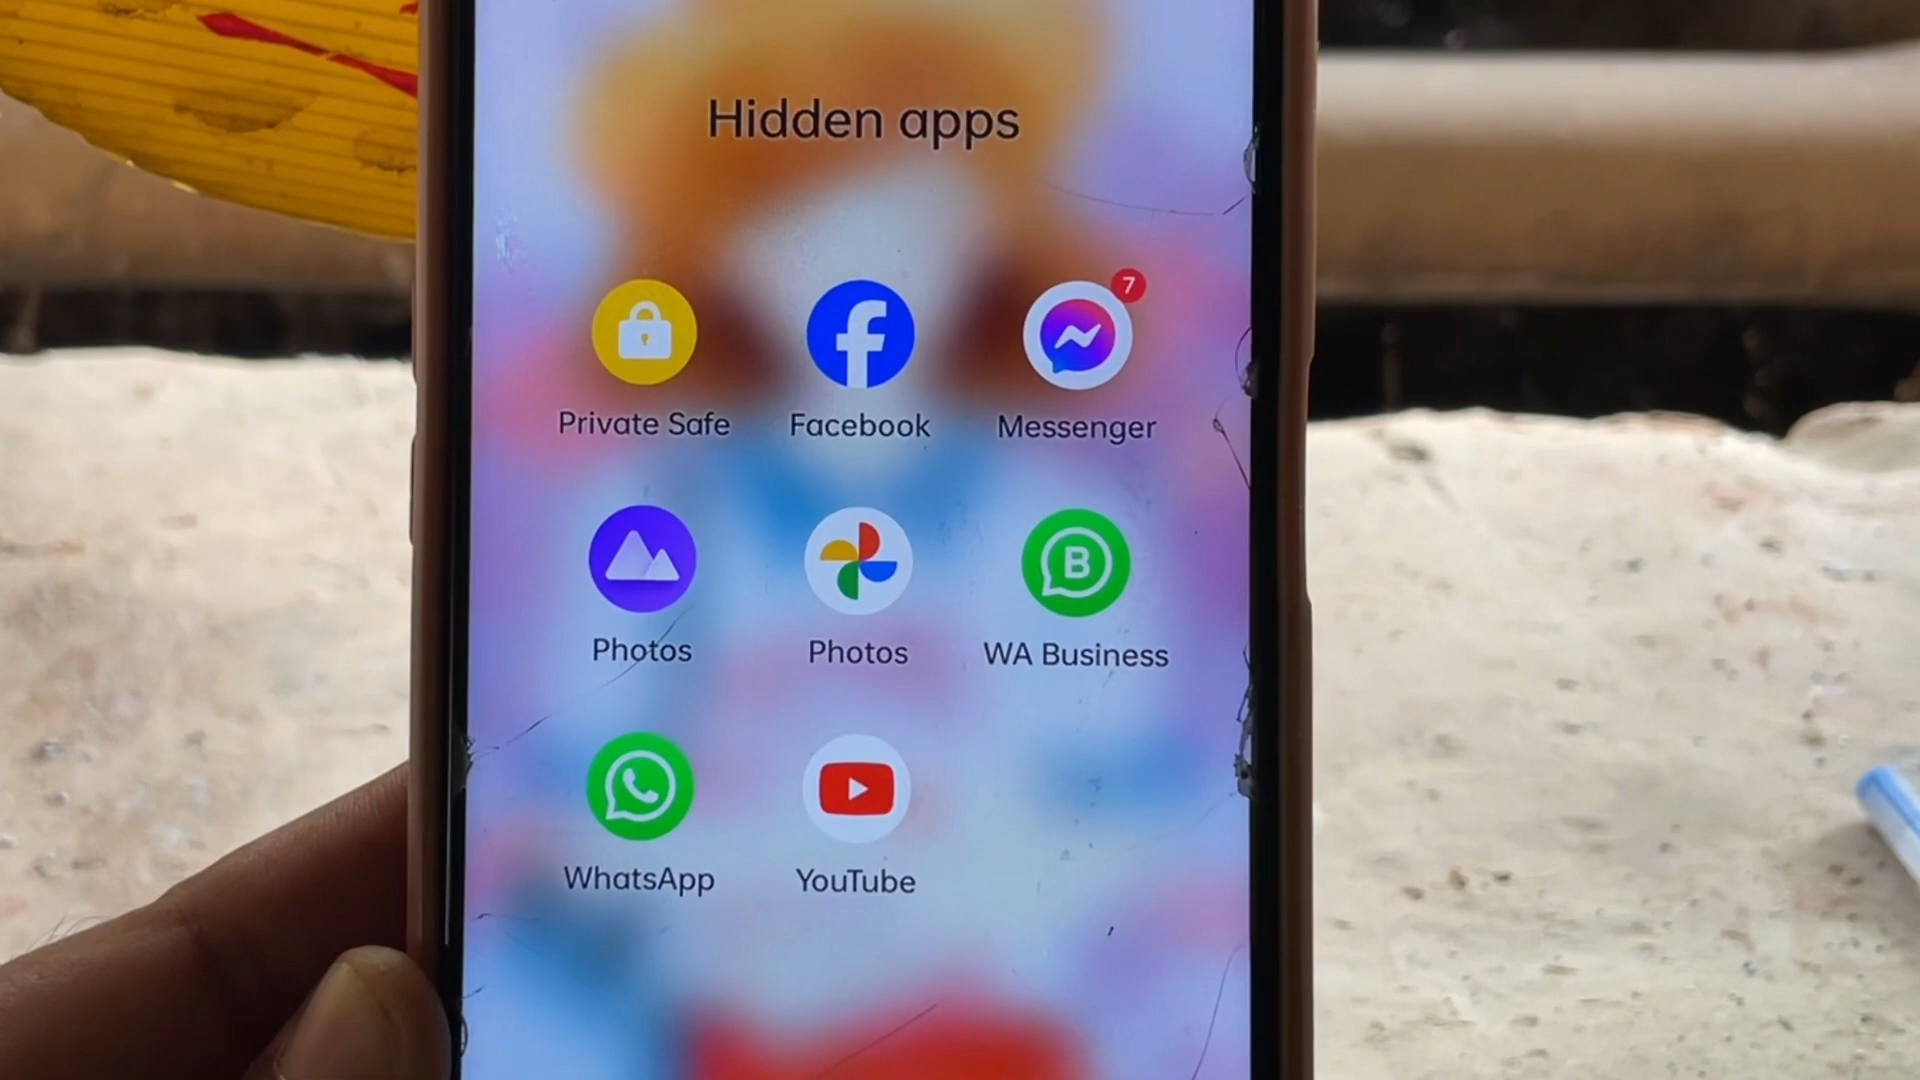 Hidden apps
7
Private Safe
Facebook
Messenger
B
Photos
Photos
WA Business
WhatsApp
YouTube